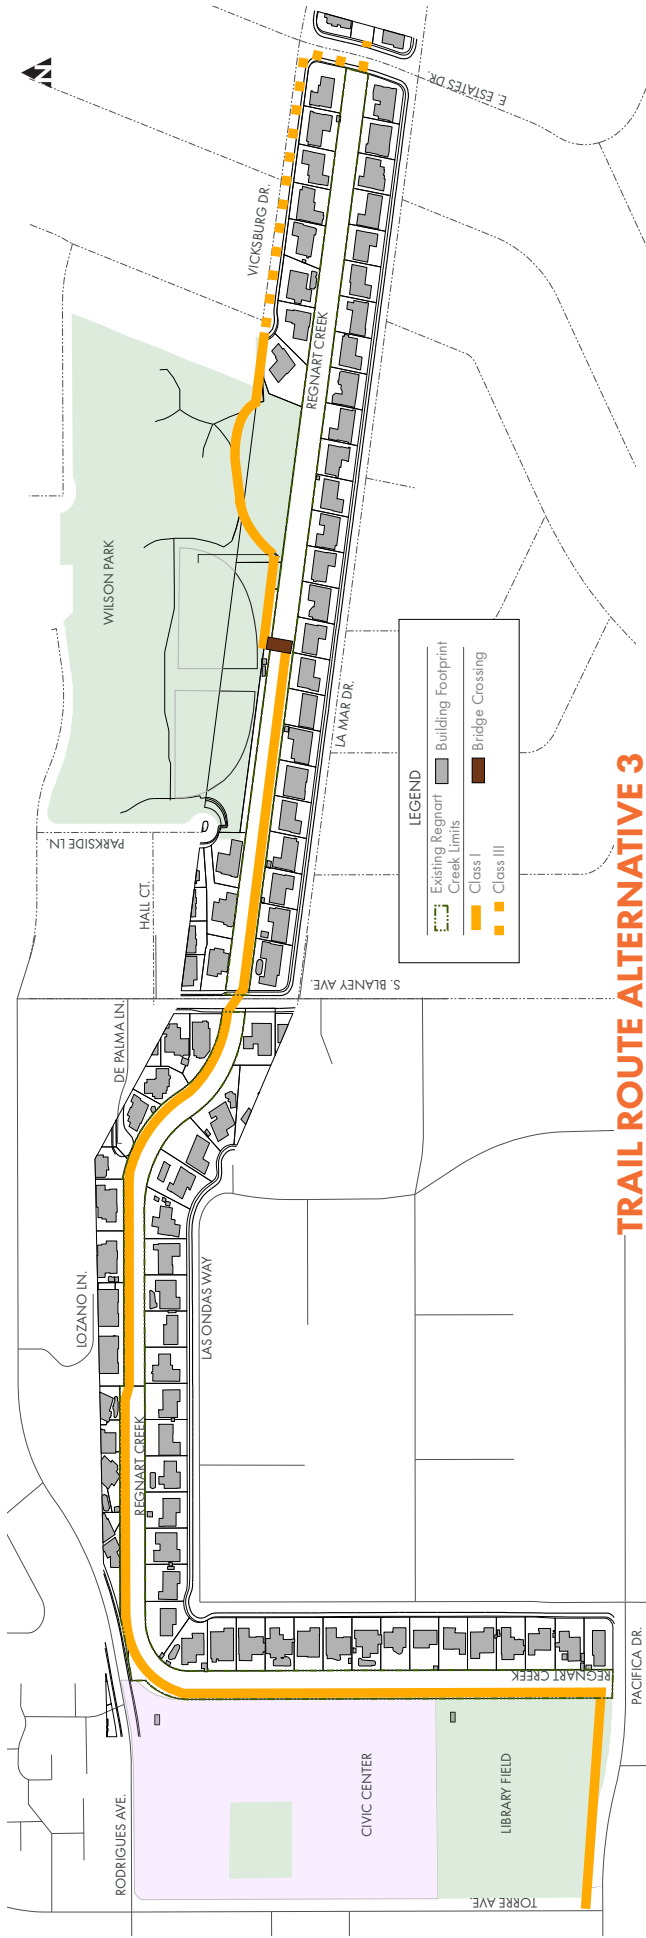 N
E. ESTATES DR.
VICKSBURG DR.
REGNART CREEK
WILSON PARK
LA MAR DR.
PARKSIDE LN.
HALL CT.
S. BLANEY AVE.
DE PALMA LN.
LOZANO LN.
LAS ONDAS WAY
REGNART CREEK
REGNART CREEK
PACIFICA DR.
RODRIGUES AVE.
CIVIC CENTER
LIBRARY FIELD
TORRE AVE.
LEGEND
Existing Regnart
Creek Limits
Building Footprint
Class I
Bridge Crossing
Class III
TRAIL ROUTE ALTERNATIVE 3